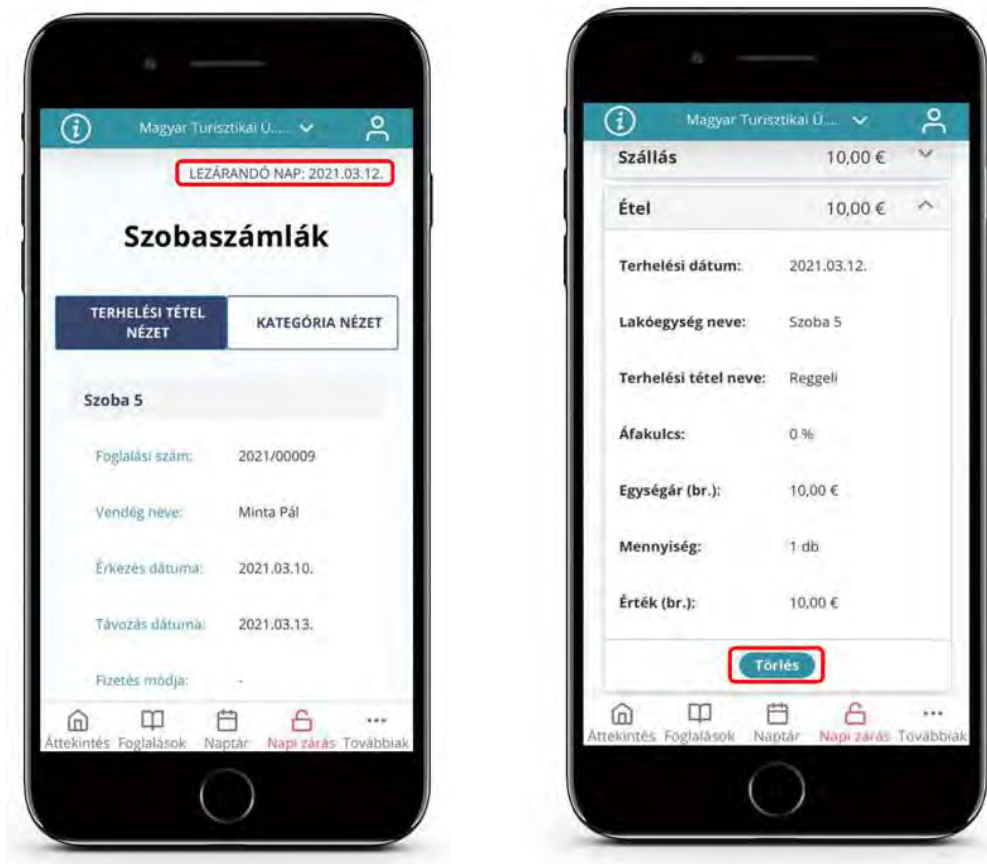 Magyar Turisztikai Ü.....
LEZÁRANDÓ NAP: 2021.03.12.
Szobaszámlák
TERHELÉSI TÉTEL
NÉZET
KATEGÓRIA NÉZET
Szoba 5
Foglalási szám: 2021/00009
Vendég neve: Minta Pál
Érkezés dátuma: 2021.03.10.
Távozás dátuma: 2021.03.13.
Fizetés módja: -
Áttekintés Foglalások Naptár Napi zárás Továbbiak
Magyar Turisztikai Ü.....
Szállás 10,00 €
Étel 10,00 €
Terhelési dátum: 2021.03.12.
Lakóegység neve: Szoba 5
Terhelési tétel neve: Reggeli
Áfakulcs: 0 %
Egységár (br.): 10,00 €
Mennyiség: 1 db
Érték (br.): 10,00 €
Törlés
Áttekintés Foglalások Naptár Napi zárás Továbbiak